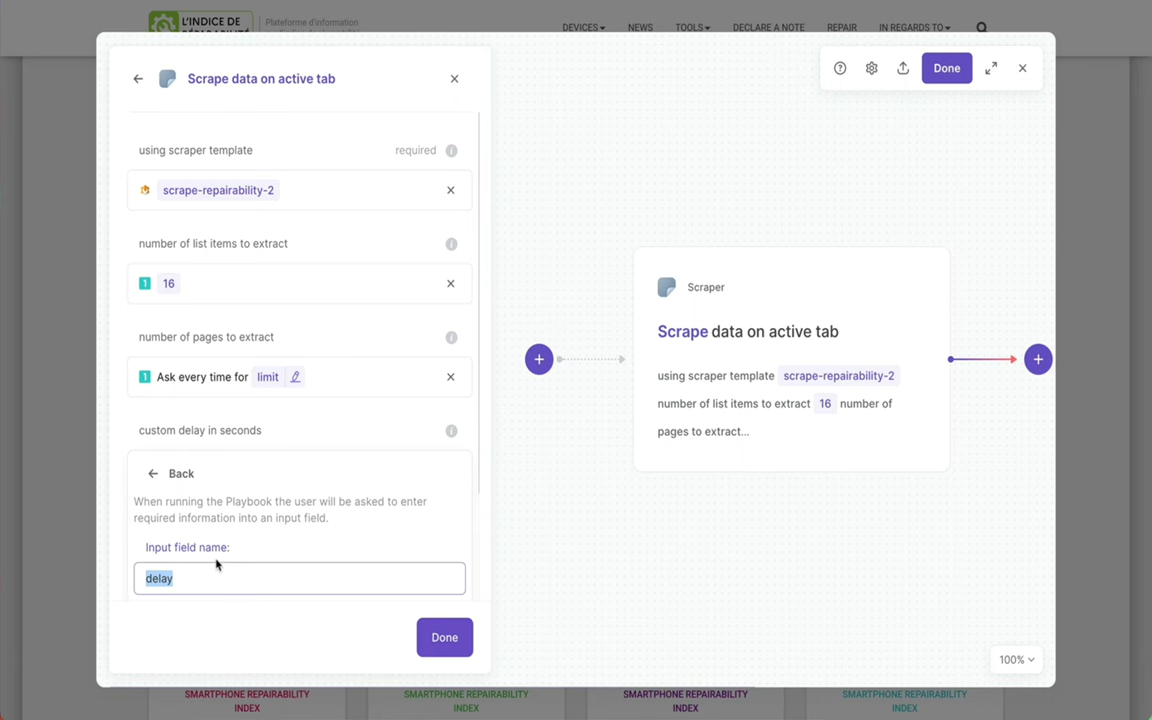 L'INDICE DE
Plateforme d'information
DEVICES
NEWS
TOOLS
DECLARE A NOTE
REPAIR
IN REGARDS TO
Scrape data on active tab
Done
using scraper template
required
scrape-repairability-2
number of list items to extract
1
16
number of pages to extract
1
Ask every time for limit
custom delay in seconds
Back
When running the Playbook the user will be asked to enter
required information into an input field.
Input field name:
delay
Done
Scraper
Scrape data on active tab
using scraper template scrape-repairability-2
number of list items to extract 16 number of
pages to extract...
100%
SMARTPHONE REPAIRABILITY
INDEX
SMARTPHONE REPAIRABILITY
INDEX
SMARTPHONE REPAIRABILITY
INDEX
SMARTPHONE REPAIRABILITY
INDEX